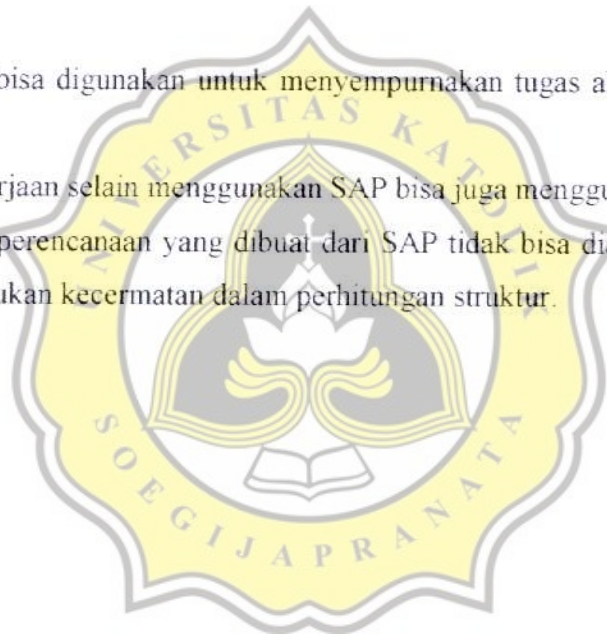 bisa digunakan untuk menyempurnakan tugas a
rjaan selain menggunakan SAP bisa juga menggu
perencanaan yang dibuat dari SAP tidak bisa di
ukan kecermatan dalam perhitungan struktur.
UNIVERSITAS KATOLIK
SOEGIJAPRANATA